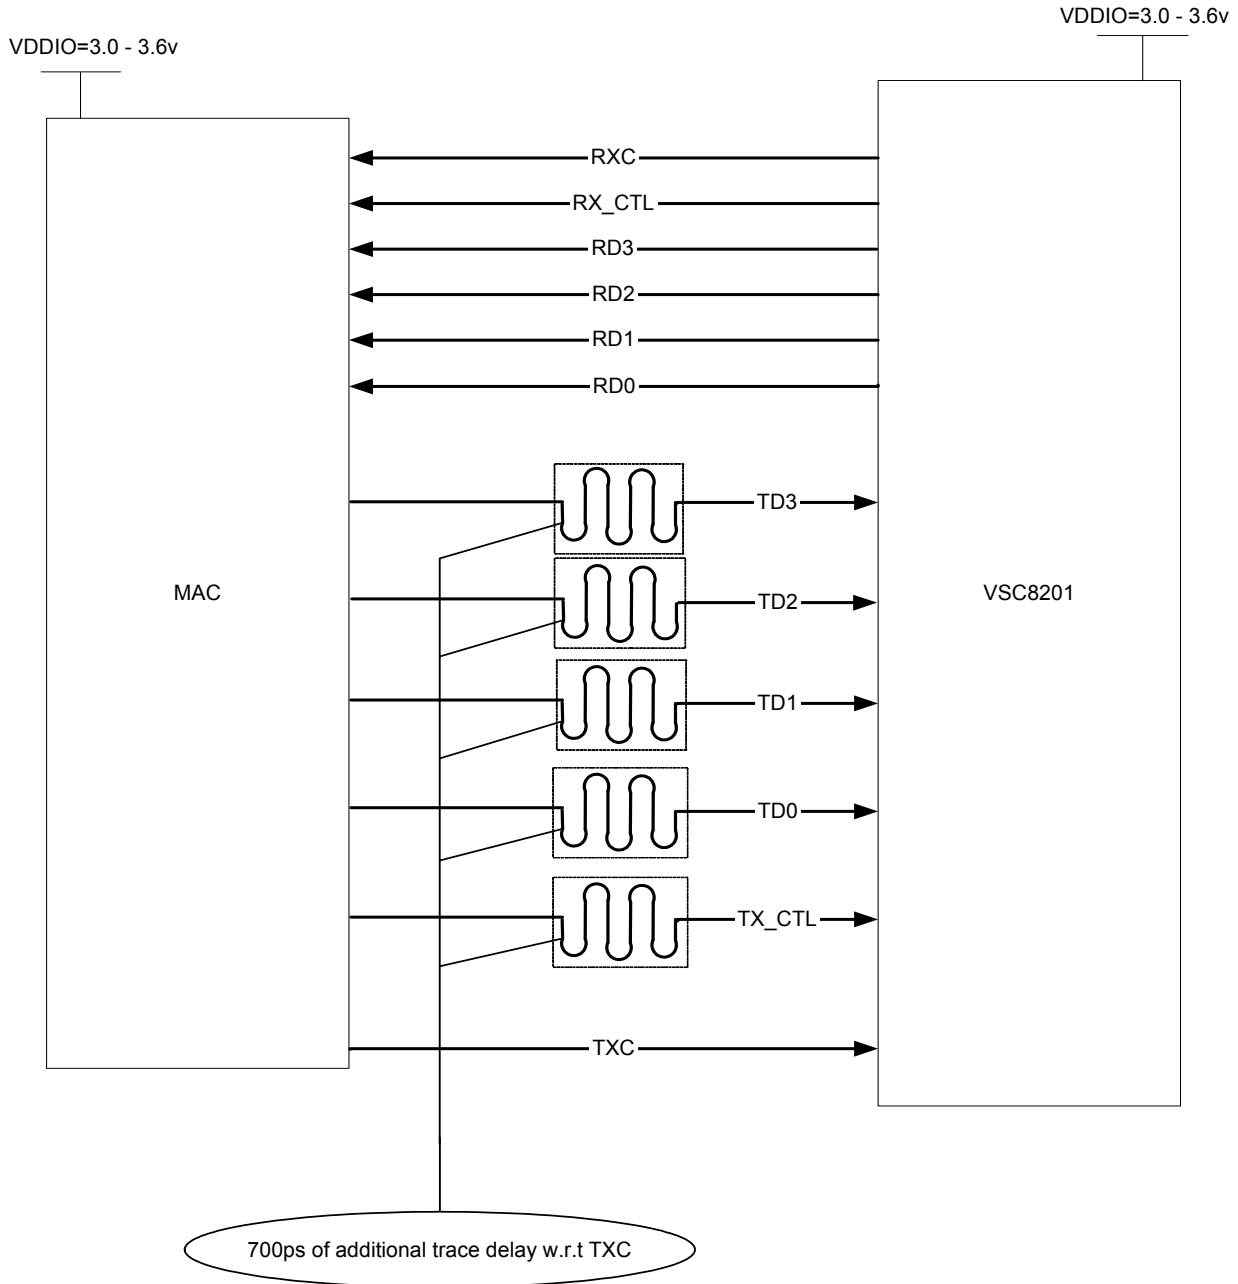 VDDIO=3.0 - 3.6v
VDDIO=3.0 - 3.6v
RXC
RX_CTL
RD3
RD2
RD1
RD0
TD3
MAC
TD2
VSC8201
TD1
TD0
TX_CTL
TXC
700ps of additional trace delay w.r.t TXC